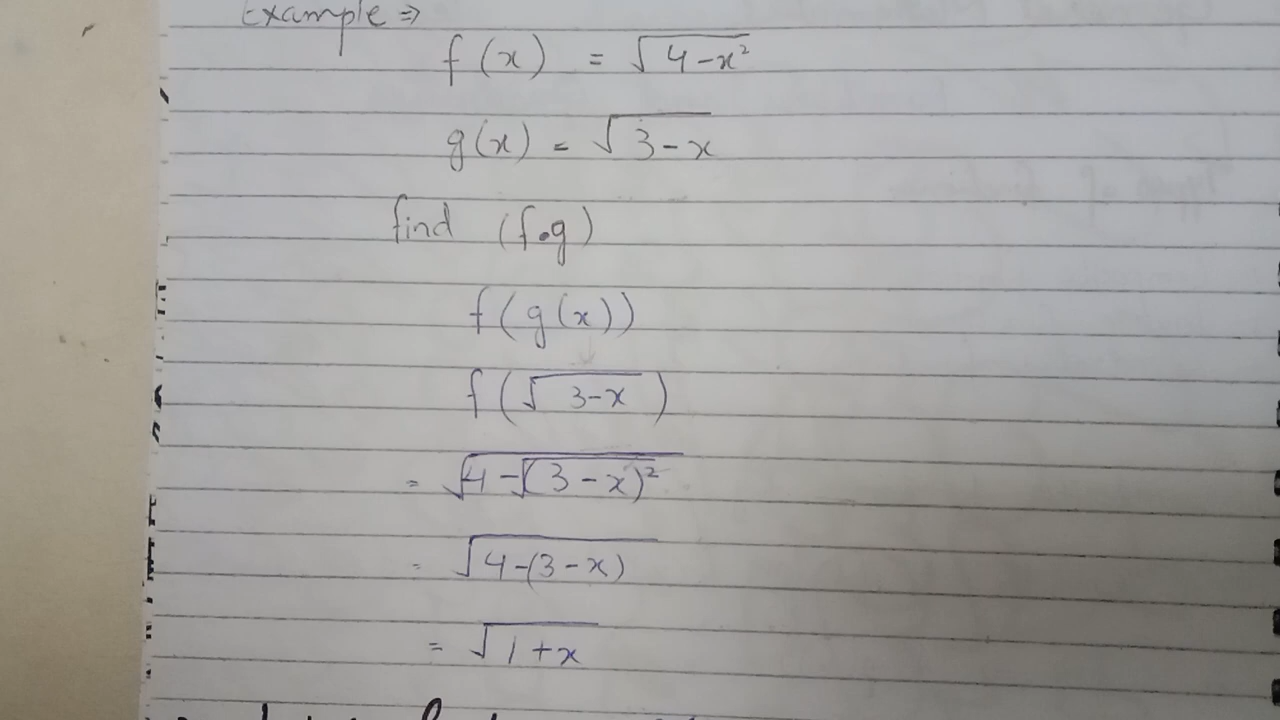 Example ⇒
f(x) = √(4-x²)
g(x) = √(3-x)
find (f∘g)
f(g(x))
f(√(3-x))
= √(4-√(3-x)²)
= √(4-(3-x))
= √(1+x)